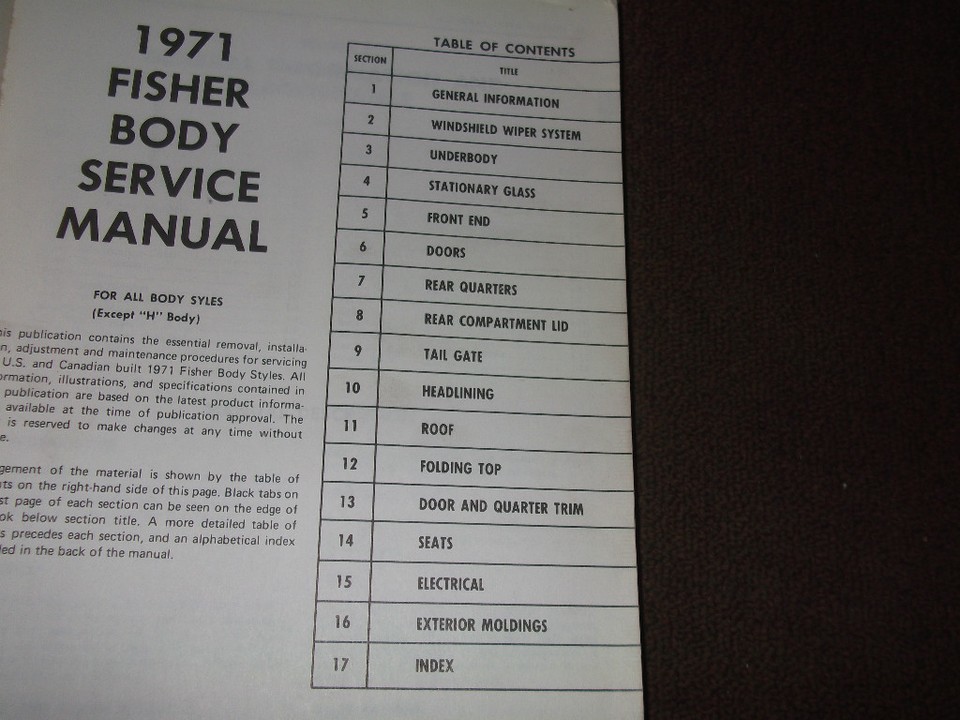 1971
FISHER
BODY
SERVICE
MANUAL
FOR ALL BODY SYLES
(Except "H" Body)
publication contains the essential removal, installa-
adjustment and maintenance procedures for servicing
U.S. and Canadian built 1971 Fisher Body Styles. All
illustrations, and specifications contained in
publication are based on the latest product informa-
available at the time of publication approval. The
is reserved to make changes at any time without
of the material is shown by the table of
on the right-hand side of this page. Black tabs on
page of each section can be seen on the edge of
below section title. A more detailed table of
precedes each section, and an alphabetical index
in the back of the manual.
TABLE OF CONTENTS
SECTION TITLE
1 GENERAL INFORMATION
2 WINDSHIELD WIPER SYSTEM
3 UNDERBODY
4 STATIONARY GLASS
5 FRONT END
6 DOORS
7 REAR QUARTERS
8 REAR COMPARTMENT LID
9 TAIL GATE
10 HEADLINING
11 ROOF
12 FOLDING TOP
13 DOOR AND QUARTER TRIM
14 SEATS
15 ELECTRICAL
16 EXTERIOR MOLDINGS
17 INDEX